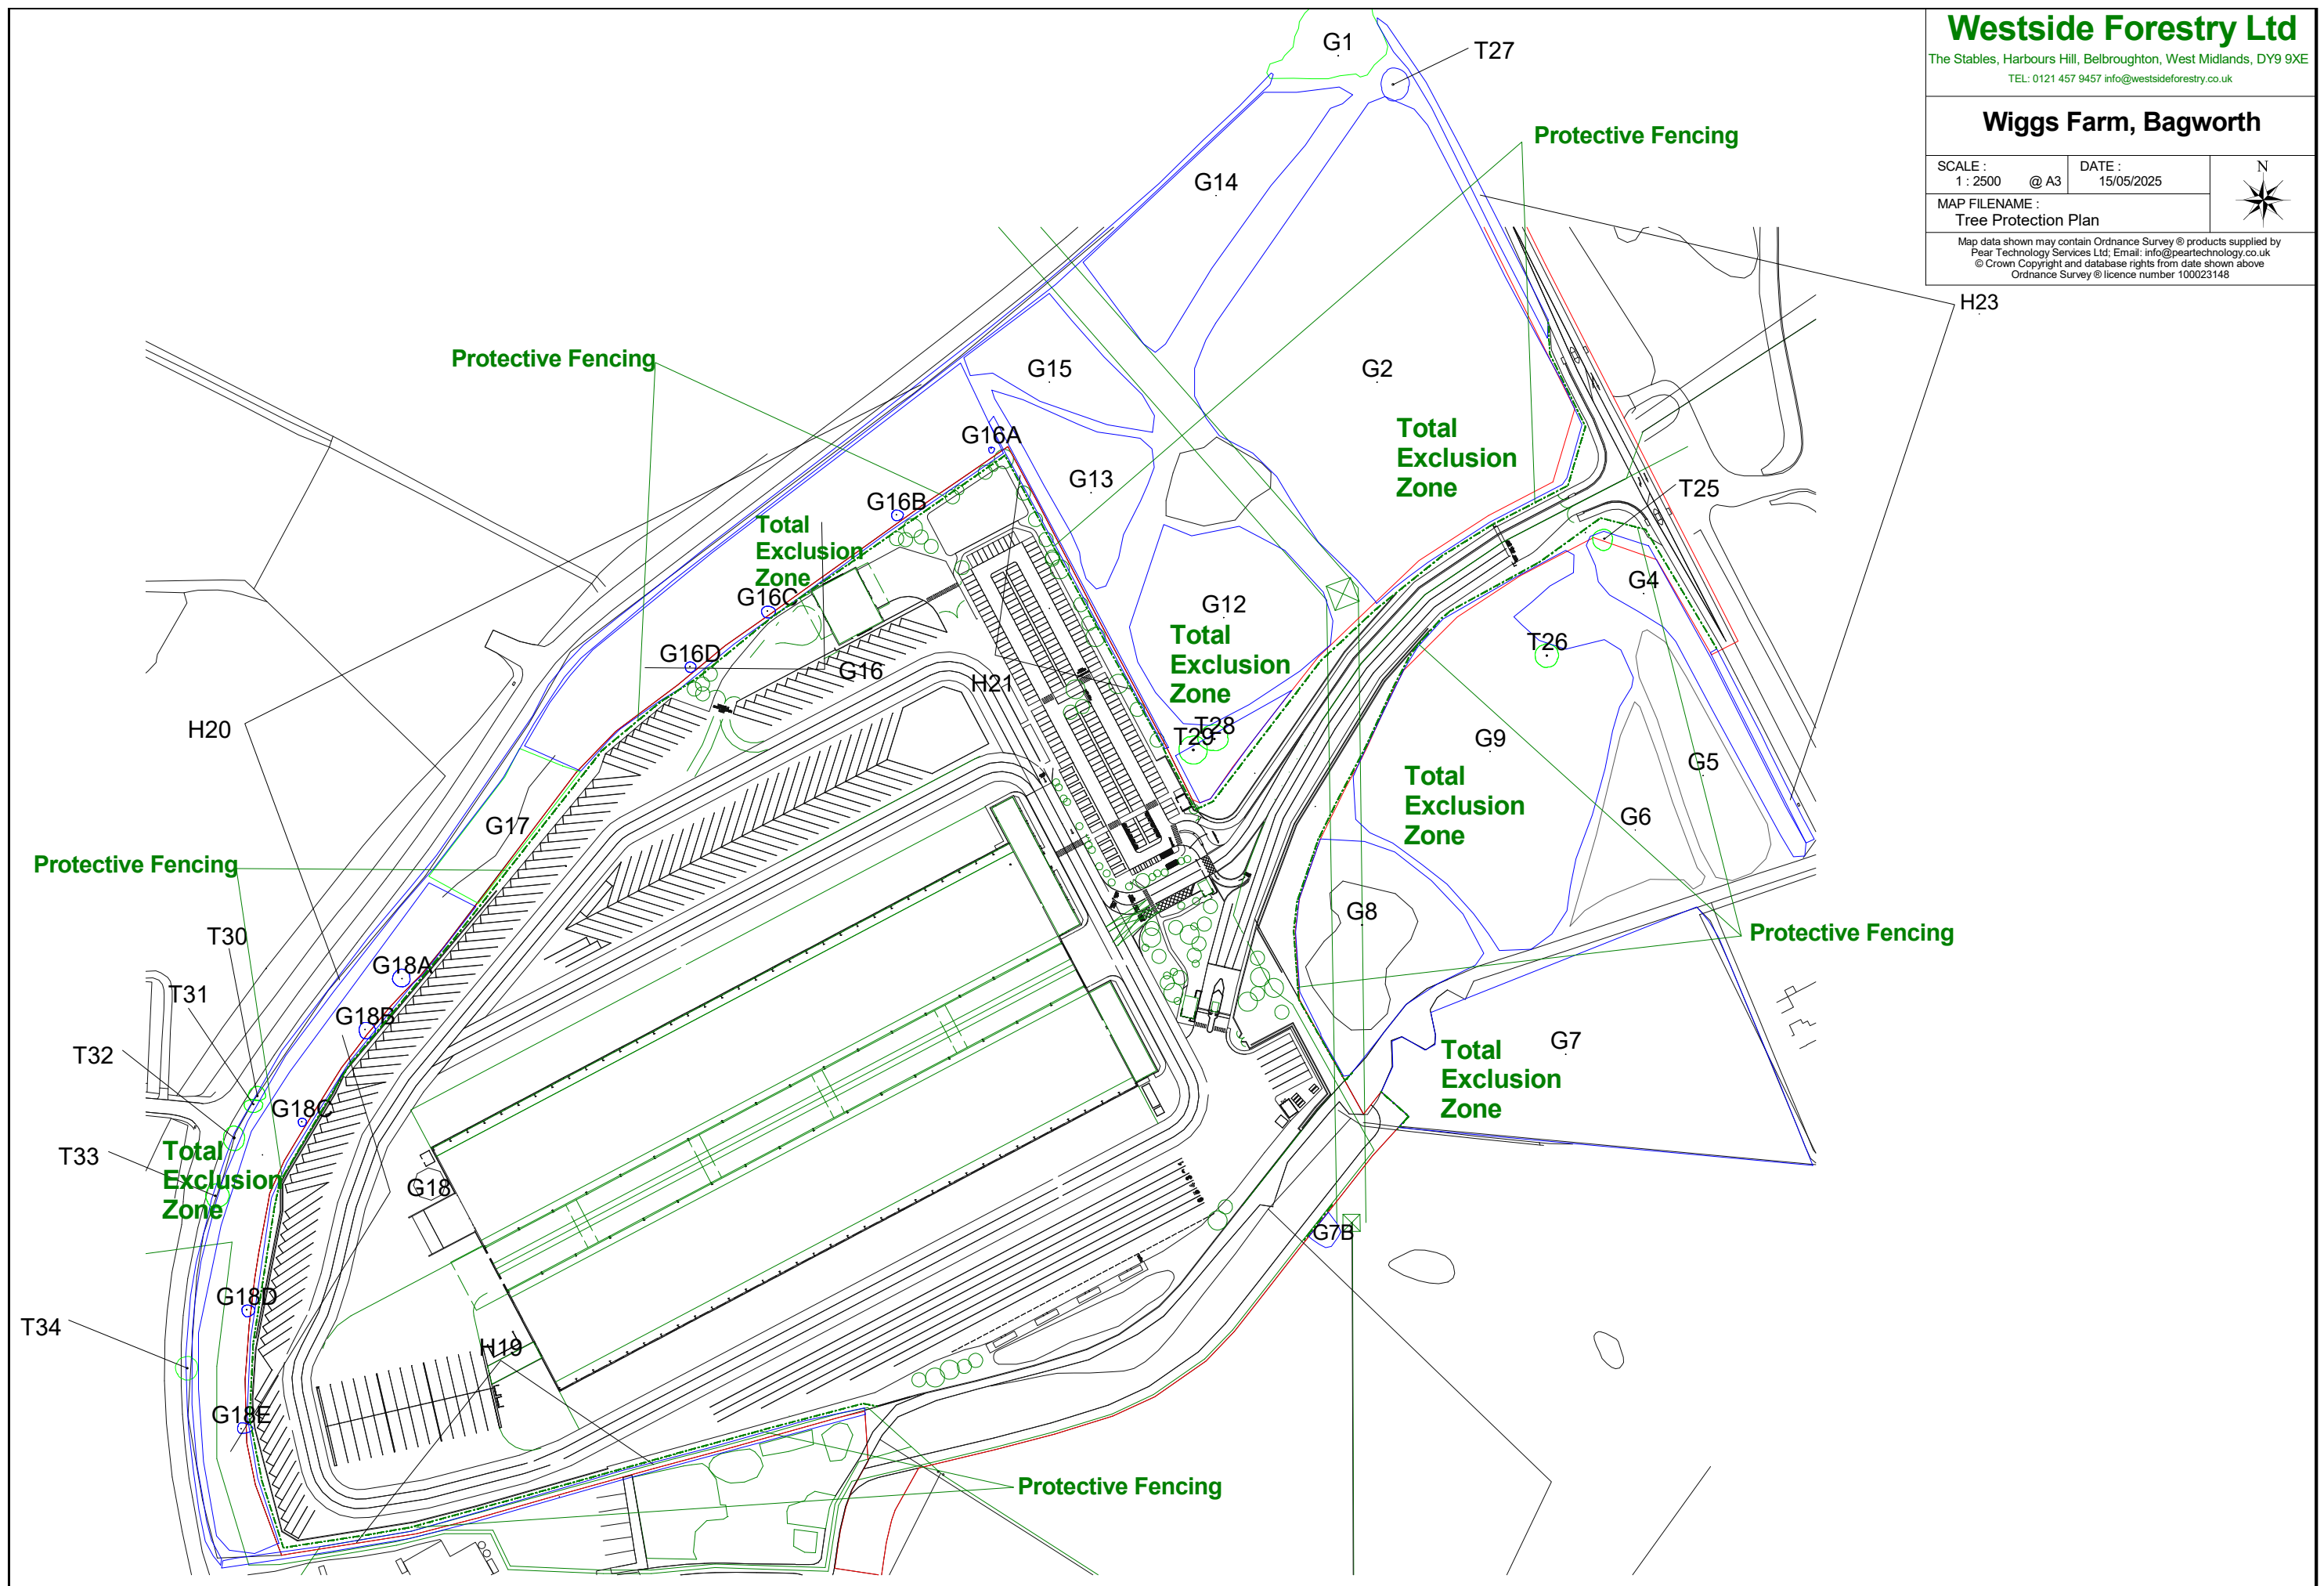 Westside Forestry Ltd
The Stables, Harbours Hill, Belbroughton, West Midlands, DY9 9XE
TEL: 0121 457 9457 info@westsideforestry.co.uk
Wiggs Farm, Bagworth
SCALE :
1 : 2500 @ A3
DATE :
15/05/2025
N
MAP FILENAME :
Tree Protection Plan
Map data shown may contain Ordnance Survey ® products supplied by
Pear Technology Services Ltd; Email: info@peartechnology.co.uk
© Crown Copyright and database rights from date shown above
Ordnance Survey ® licence number 100023148
G1
T27
Protective Fencing
G14
H23
Protective Fencing
G15
G2
G16A
Total
Exclusion
Zone
G13
G16B
T25
Total
Exclusion
Zone
G16C
G4
G12
Total
Exclusion
Zone
T26
G16D
G16
H21
H20
T28
T29
G9
G5
Total
Exclusion
Zone
G17
G6
Protective Fencing
G8
Protective Fencing
T30
G18A
T31
G18B
T32
G7
Total
Exclusion
Zone
G18C
T33
Total
Exclusion
Zone
G18
G7B
G18D
T34
H19
G18E
Protective Fencing